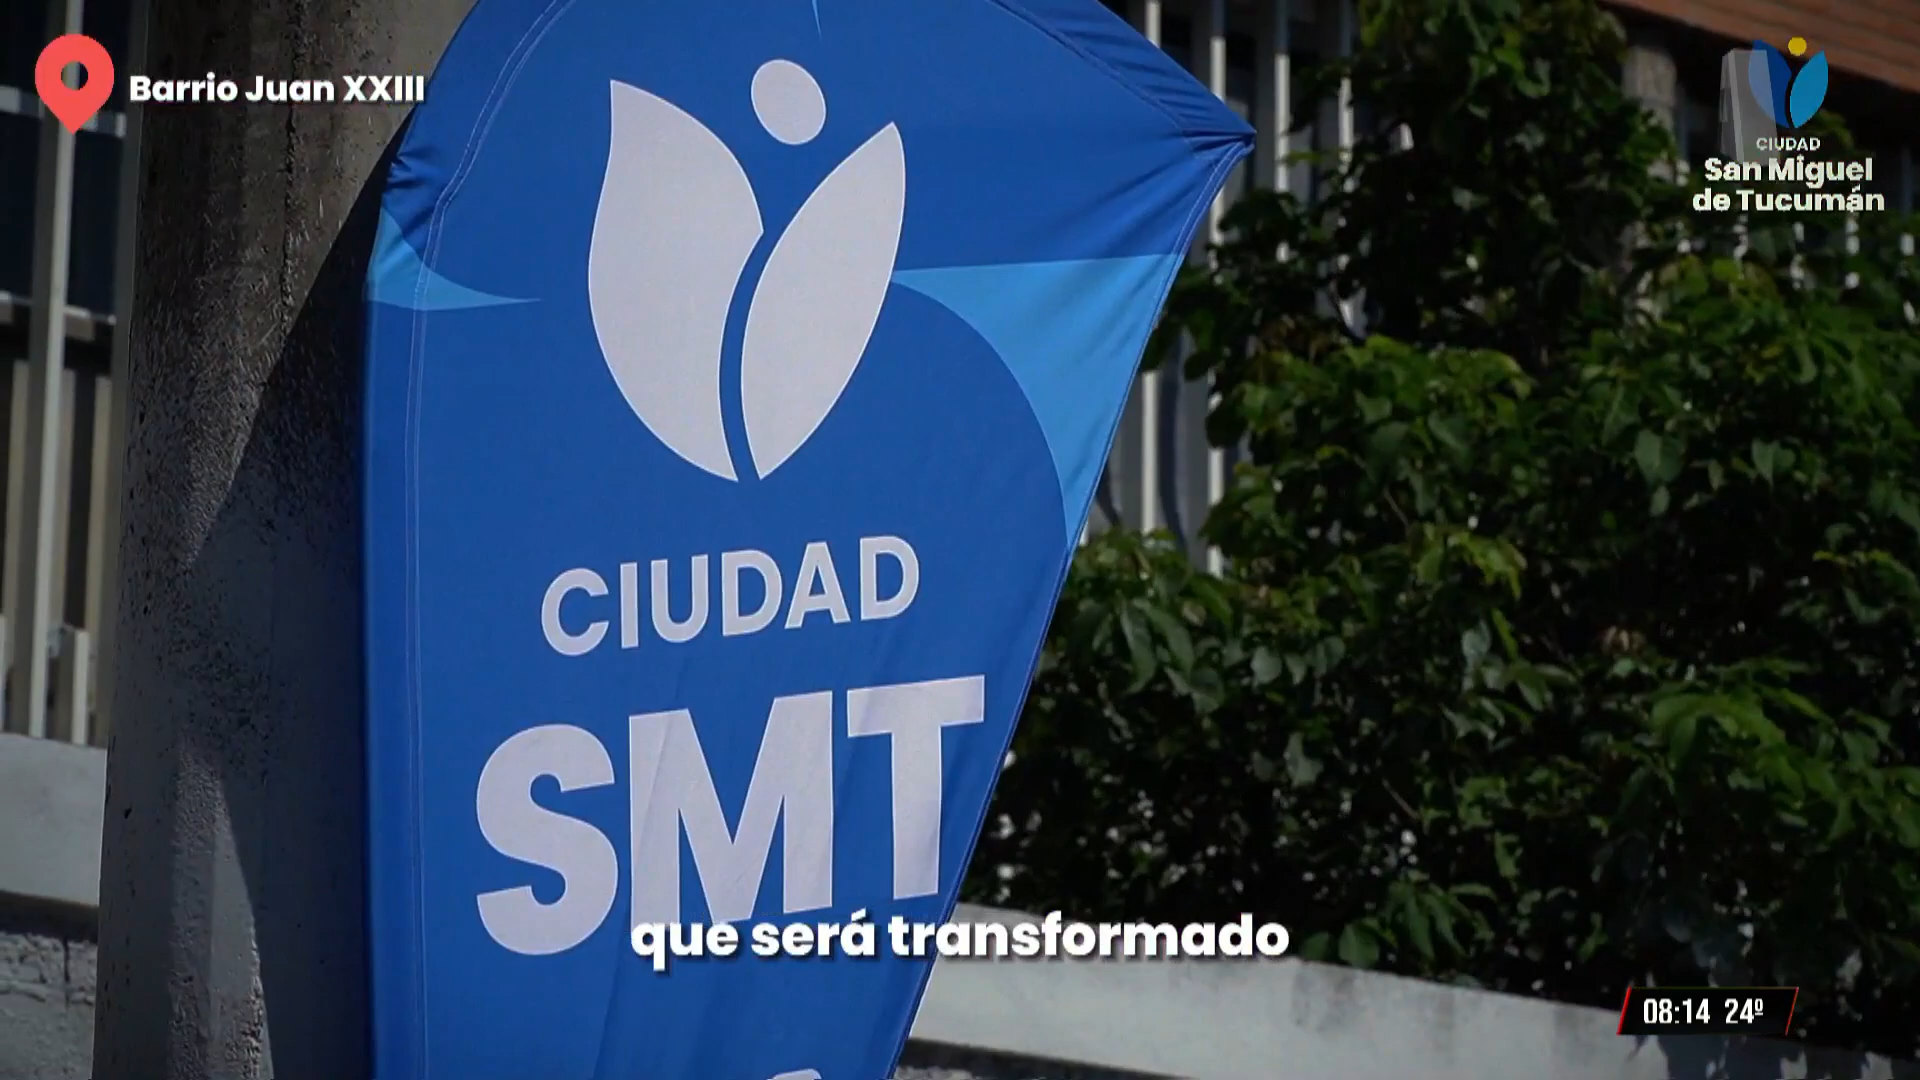 Barrio Juan XXIII
CIUDAD
San Miguel
de Tucumán
CIUDAD
SMT
que será transformado
08:14 24º